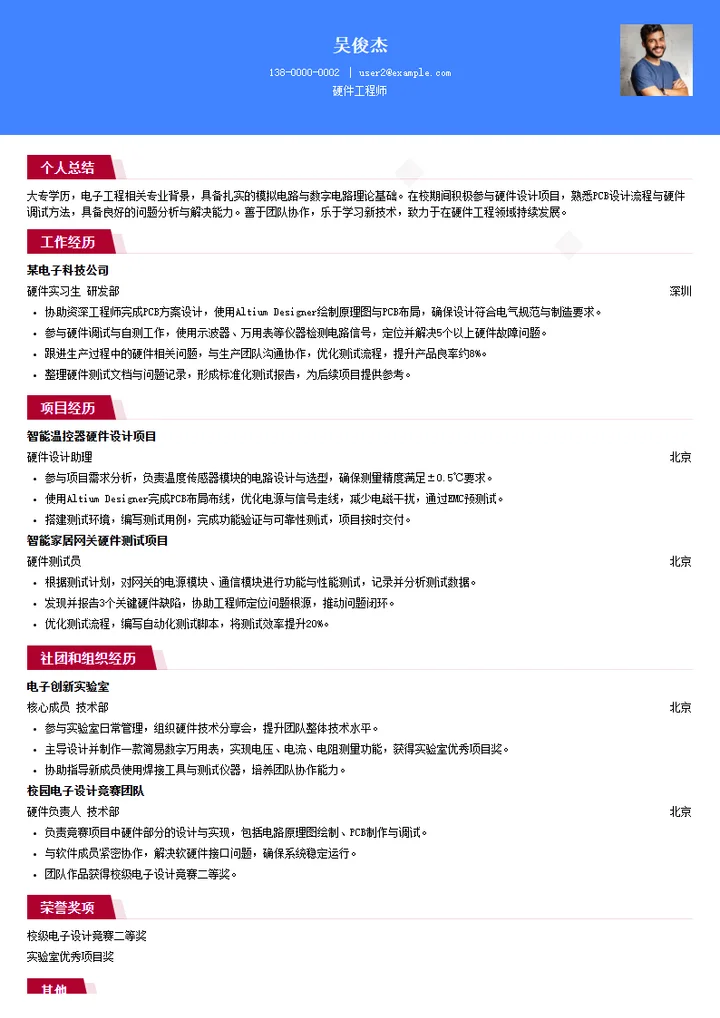 吴俊杰
138-0000-0002 | user2@example.com
硬件工程师
个人总结
大专学历，电子工程相关专业背景，具备扎实的模拟电路与数字电路理论基础。在校期间积极参与硬件设计项目，熟悉PCB设计流程与硬件
调试方法，具备良好的问题分析与解决能力。善于团队协作，乐于学习新技术，致力于在硬件工程领域持续发展。
工作经历
某电子科技公司
硬件实习生 研发部 深圳
• 协助资深工程师完成PCB方案设计，使用Altium Designer绘制原理图与PCB布局，确保设计符合电气规范与制造要求。
• 参与硬件调试与自测工作，使用示波器、万用表等仪器检测电路信号，定位并解决5个以上硬件故障问题。
• 跟进生产过程中的硬件相关问题，与生产团队沟通协作，优化测试流程，提升产品良率约8%。
• 整理硬件测试文档与问题记录，形成标准化测试报告，为后续项目提供参考。
项目经历
智能温控器硬件设计项目
硬件设计助理 北京
• 参与项目需求分析，负责温度传感器模块的电路设计与选型，确保测量精度满足±0.5℃要求。
• 使用Altium Designer完成PCB布局布线，优化电源与信号走线，减少电磁干扰，通过EMC预测试。
• 搭建测试环境，编写测试用例，完成功能验证与可靠性测试，项目按时交付。
智能家居网关硬件测试项目
硬件测试员 北京
• 根据测试计划，对网关的电源模块、通信模块进行功能与性能测试，记录并分析测试数据。
• 发现并报告3个关键硬件缺陷，协助工程师定位问题根源，推动问题闭环。
• 优化测试流程，编写自动化测试脚本，将测试效率提升20%。
社团和组织经历
电子创新实验室
核心成员 技术部 北京
• 参与实验室日常管理，组织硬件技术分享会，提升团队整体技术水平。
• 主导设计并制作一款简易数字万用表，实现电压、电流、电阻测量功能，获得实验室优秀项目奖。
• 协助指导新成员使用焊接工具与测试仪器，培养团队协作能力。
校园电子设计竞赛团队
硬件负责人 技术部 北京
• 负责竞赛项目中硬件部分的设计与实现，包括电路原理图绘制、PCB制作与调试。
• 与软件成员紧密协作，解决软硬件接口问题，确保系统稳定运行。
• 团队作品获得校级电子设计竞赛二等奖。
荣誉奖项
校级电子设计竞赛二等奖
实验室优秀项目奖
其他